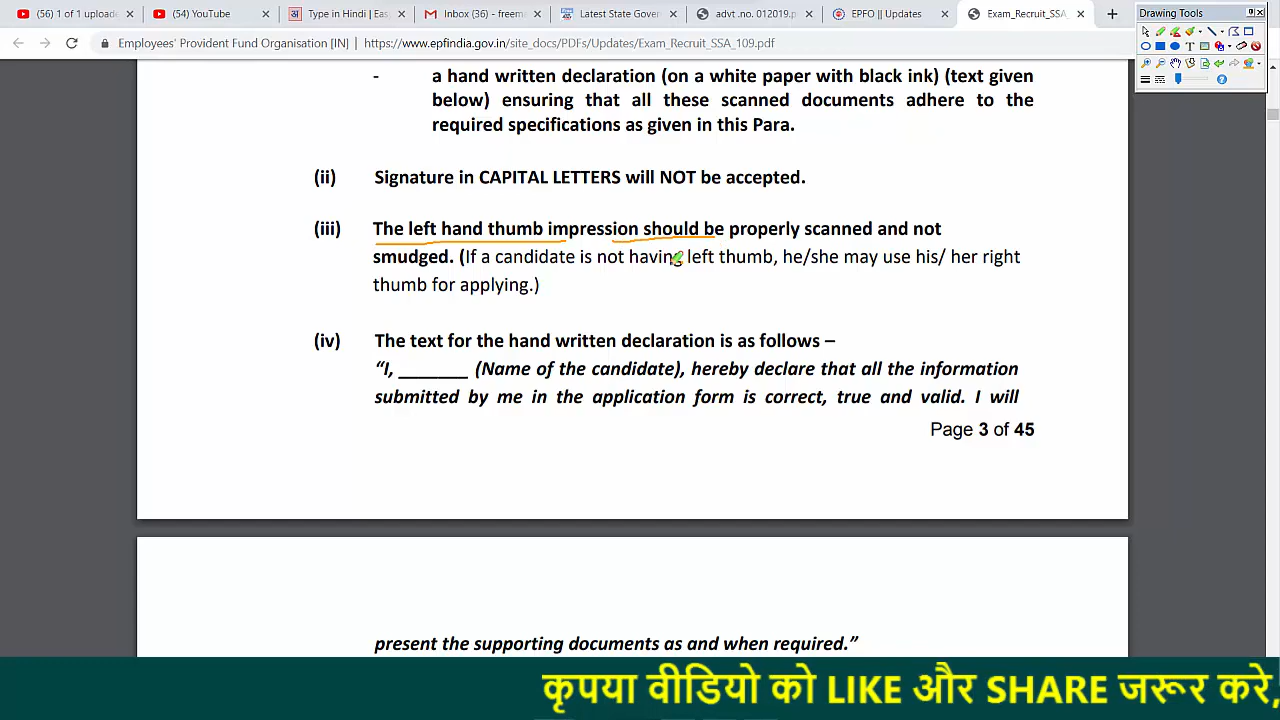 (56) 1 of 1 uploade
(54) YouTube
Type in Hindi | Eas
Inbox (36) - freem
Latest State Gover
advt .no. 012019.p
EPFO || Updates
Exam_Recruit_SSA_
Drawing Tools
Employees' Provident Fund Organisation [IN] | https://www.epfindia.gov.in/site_docs/PDFs/Updates/Exam_Recruit_SSA_109.pdf
- a hand written declaration (on a white paper with black ink) (text given
below) ensuring that all these scanned documents adhere to the
required specifications as given in this Para.
(ii) Signature in CAPITAL LETTERS will NOT be accepted.
(iii) The left hand thumb impression should be properly scanned and not
smudged. (If a candidate is not having left thumb, he/she may use his/ her right
thumb for applying.)
(iv) The text for the hand written declaration is as follows –
“I, _______ (Name of the candidate), hereby declare that all the information
submitted by me in the application form is correct, true and valid. I will
Page 3 of 45
present the supporting documents as and when required.”
कृपया वीडियो को LIKE और SHARE जरूर करे,